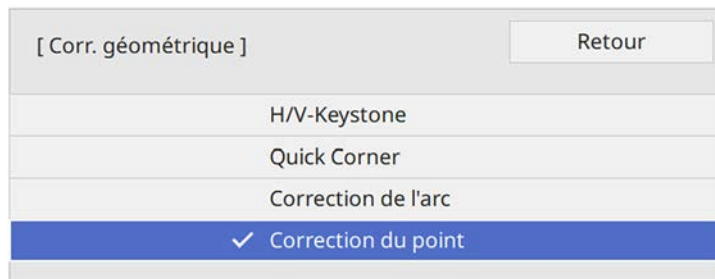 [ Corr. géométrique ]
Retour
H/V-Keystone
Quick Corner
Correction de l'arc
Correction du point